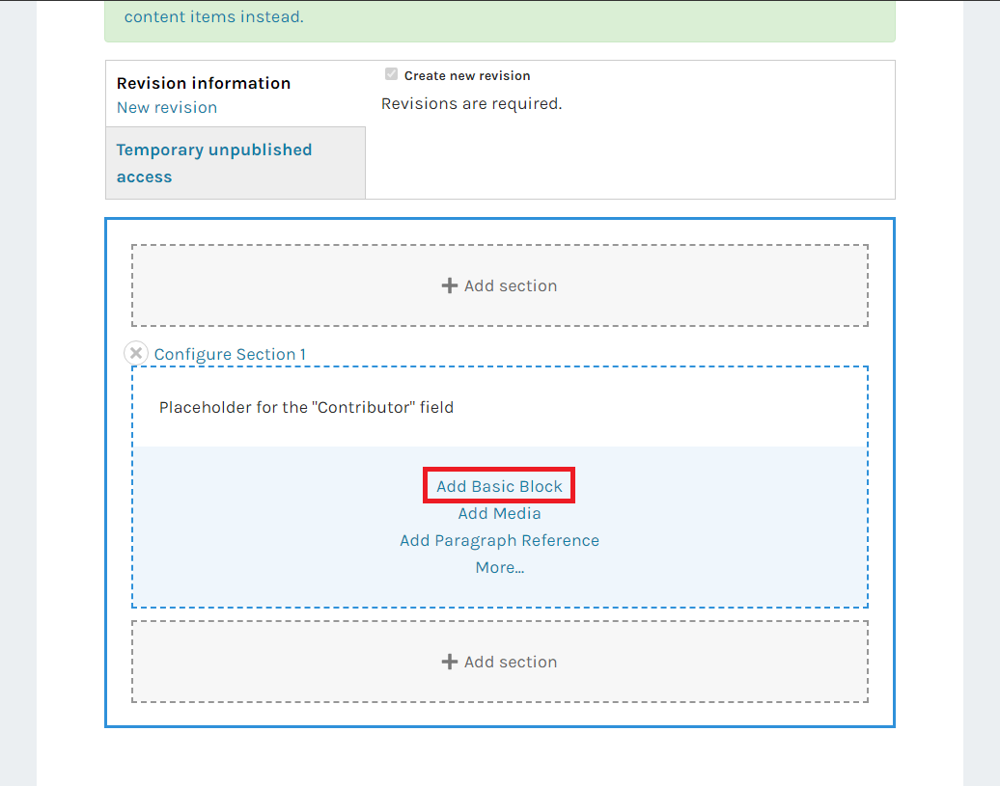 content items instead.
Revision information
New revision
Temporary unpublished
access
Create new revision
Revisions are required.
Add section
Configure Section 1
Placeholder for the "Contributor" field
Add Basic Block
Add Media
Add Paragraph Reference
More...
Add section